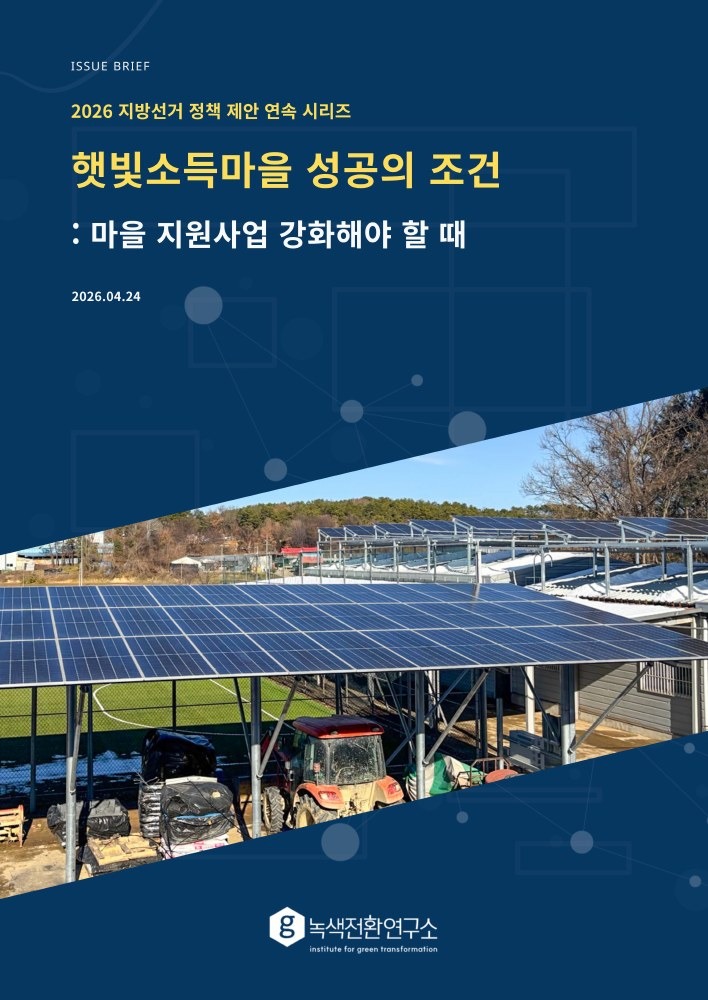 ISSUE BRIEF
2026 지방선거 정책 제안 연속 시리즈
햇빛소득마을 성공의 조건
: 마을 지원사업 강화해야 할 때
2026.04.24
g 녹색전환연구소
institute for green transformation